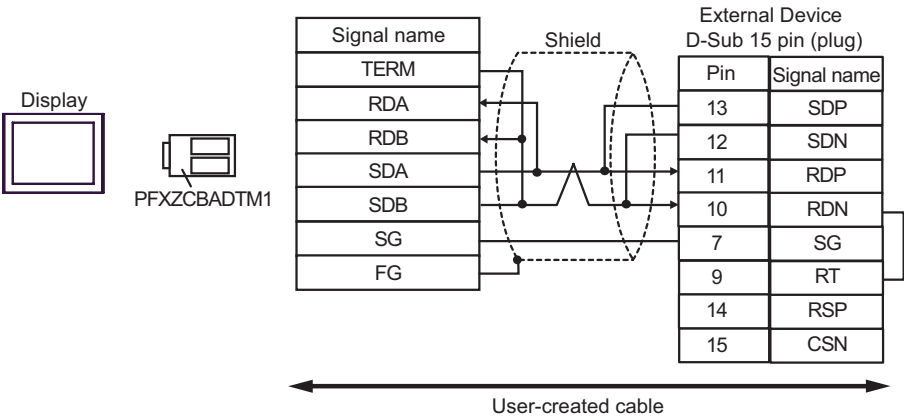 Display
PFXZCBADTM1
Signal name
TERM
RDA
RDB
SDA
SDB
SG
FG
Shield
External Device
D-Sub 15 pin (plug)
Pin Signal name
13 SDP
12 SDN
11 RDP
10 RDN
7 SG
9 RT
14 RSP
15 CSN
User-created cable